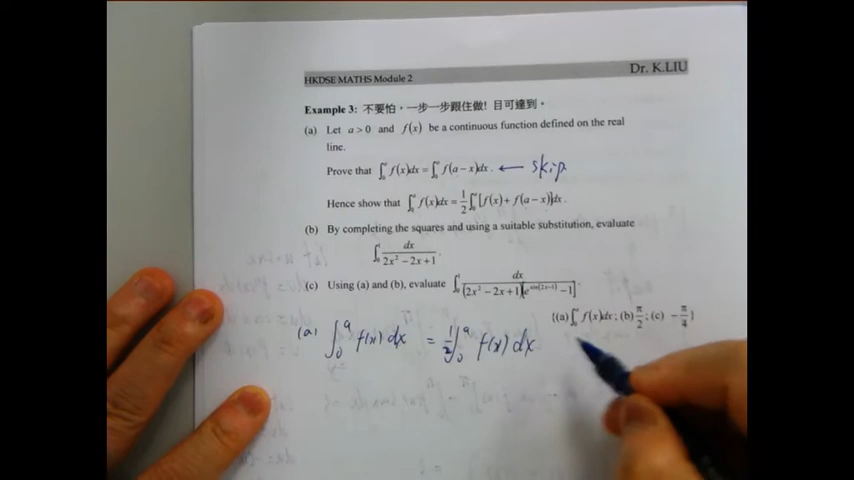 HKDSE MATHS Module 2 Dr. K.LIU
Example 3: 不要怕,一步一步跟住做! 目可達到。
(a) Let a > 0 and f(x) be a continuous function defined on the real
line.
Prove that ∫₀ᵃ f(x)dx = ∫₀ᵃ f(a − x)dx. ← skip
Hence show that ∫₀ᵃ f(x)dx = 1/2 ∫₀ᵃ [f(x) + f(a − x)]dx.
(b) By completing the squares and using a suitable substitution, evaluate
∫₀¹ dx/(2x² − 2x + 1).
(c) Using (a) and (b), evaluate ∫₀¹ dx/((2x² − 2x + 1)(e^(sin(2x−1)) − 1)).
[(a) ∫₀ᵃ f(x)dx; (b) π/2; (c) −π/4]
(a) ∫₀ᵃ f(x) dx = 1/2 ∫₀ᵃ f(x) dx